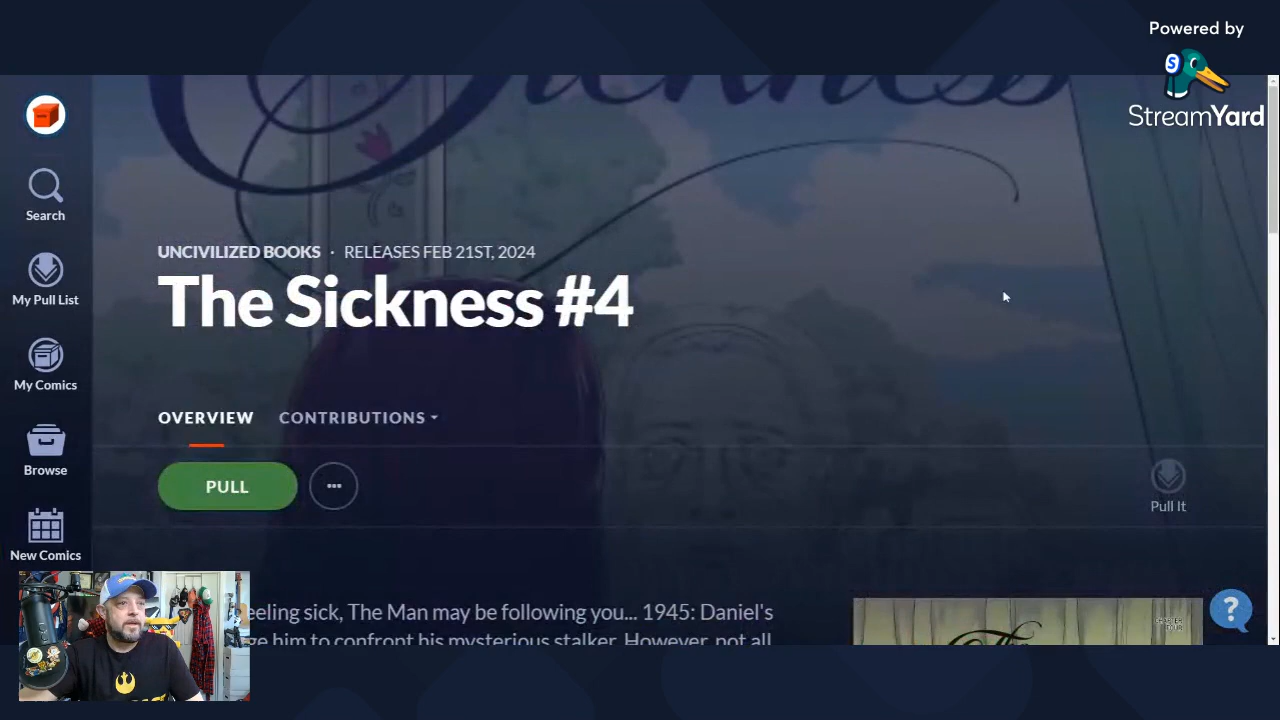 Powered by
StreamYard
Sickness
Search
My Pull List
My Comics
Browse
New Comics
UNCIVILIZED BOOKS · RELEASES FEB 21ST, 2024
The Sickness #4
OVERVIEW CONTRIBUTIONS
PULL
Pull It
eeling sick, The Man may be following you... 1945: Daniel's
ge him to confront his mysterious stalker. However, not all
The